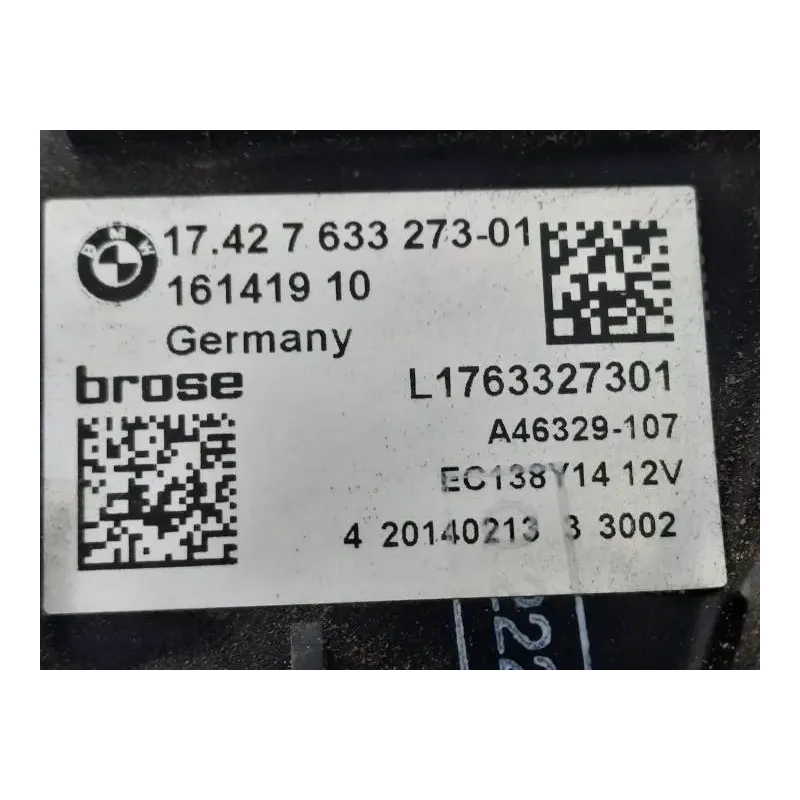 BMW 17.42 7 633 273-01
161419 10
Germany
brose L1763327301
A46329-107
EC138Y14 12V
4 20140213 3 3002